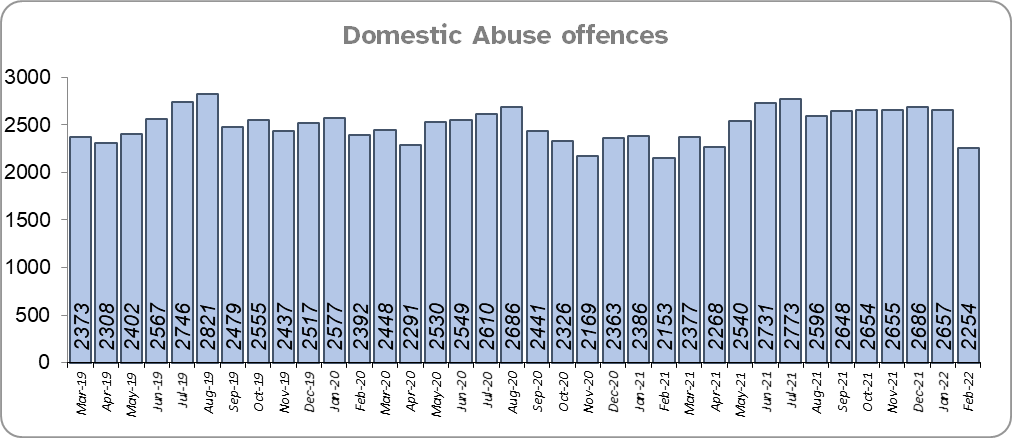 Domestic Abuse offences
3000
2500
2000
1500
1000
500
0
2373
2308
2402
2567
2746
2821
2479
2555
2437
2517
2577
2392
2448
2291
2530
2549
2610
2686
2441
2326
2169
2363
2386
2153
2377
2268
2540
2731
2773
2596
2648
2654
2655
2686
2657
2254
Mar-19
Apr-19
May-19
Jun-19
Jul-19
Aug-19
Sep-19
Oct-19
Nov-19
Dec-19
Jan-20
Feb-20
Mar-20
Apr-20
May-20
Jun-20
Jul-20
Aug-20
Sep-20
Oct-20
Nov-20
Dec-20
Jan-21
Feb-21
Mar-21
Apr-21
May-21
Jun-21
Jul-21
Aug-21
Sep-21
Oct-21
Nov-21
Dec-21
Jan-22
Feb-22